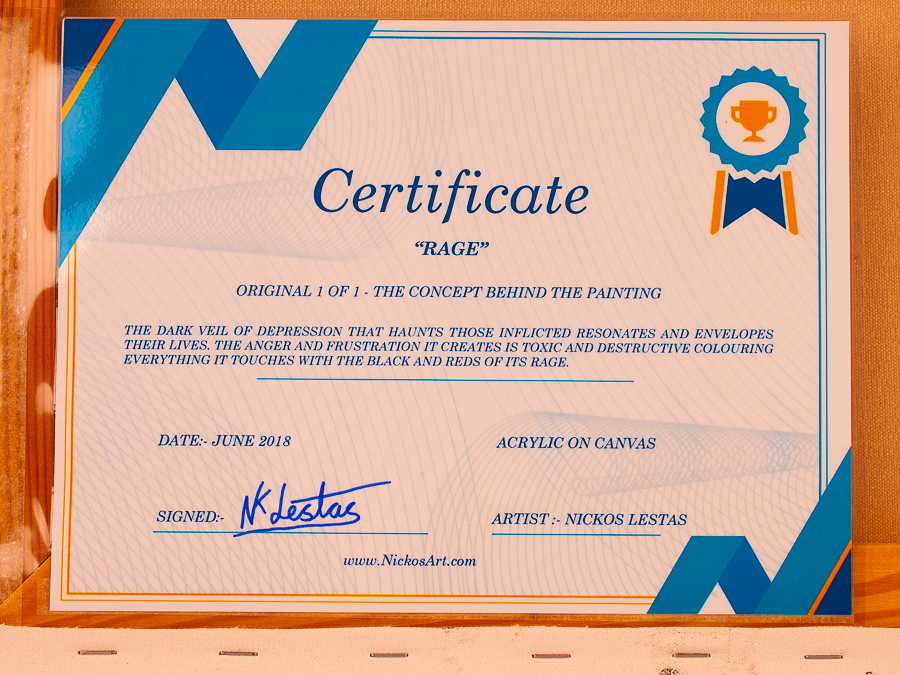 Certificate
“RAGE”
ORIGINAL 1 OF 1 - THE CONCEPT BEHIND THE PAINTING
THE DARK VEIL OF DEPRESSION THAT HAUNTS THOSE INFLICTED RESONATES AND ENVELOPES
THEIR LIVES. THE ANGER AND FRUSTRATION IT CREATES IS TOXIC AND DESTRUCTIVE COLOURING
EVERYTHING IT TOUCHES WITH THE BLACK AND REDS OF ITS RAGE.
DATE:- JUNE 2018
ACRYLIC ON CANVAS
SIGNED:- NK Lestas
ARTIST :- NICKOS LESTAS
www.NickosArt.com